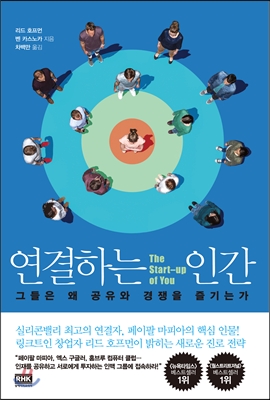 리드 호프먼
벤 카스노카 지음
차백만 옮김
연결하는 인간
The
Start-up
of You
그들은 왜 공유와 경쟁을 즐기는가
실리콘밸리 최고의 연결자, 페이팔 마피아의 핵심 인물!
링크트인 창업자 리드 호프먼이 밝히는 새로운 진로 전략
"페이팔 마피아, 엑스 구글러, 홈브루 컴퓨터 클럽…
인재를 공유하고 서로에게 투자하는 인맥 그룹에 접속하라!"
〈뉴욕타임스〉
베스트셀러
1위
〈월스트리트저널〉
베스트셀러
1위
RHK